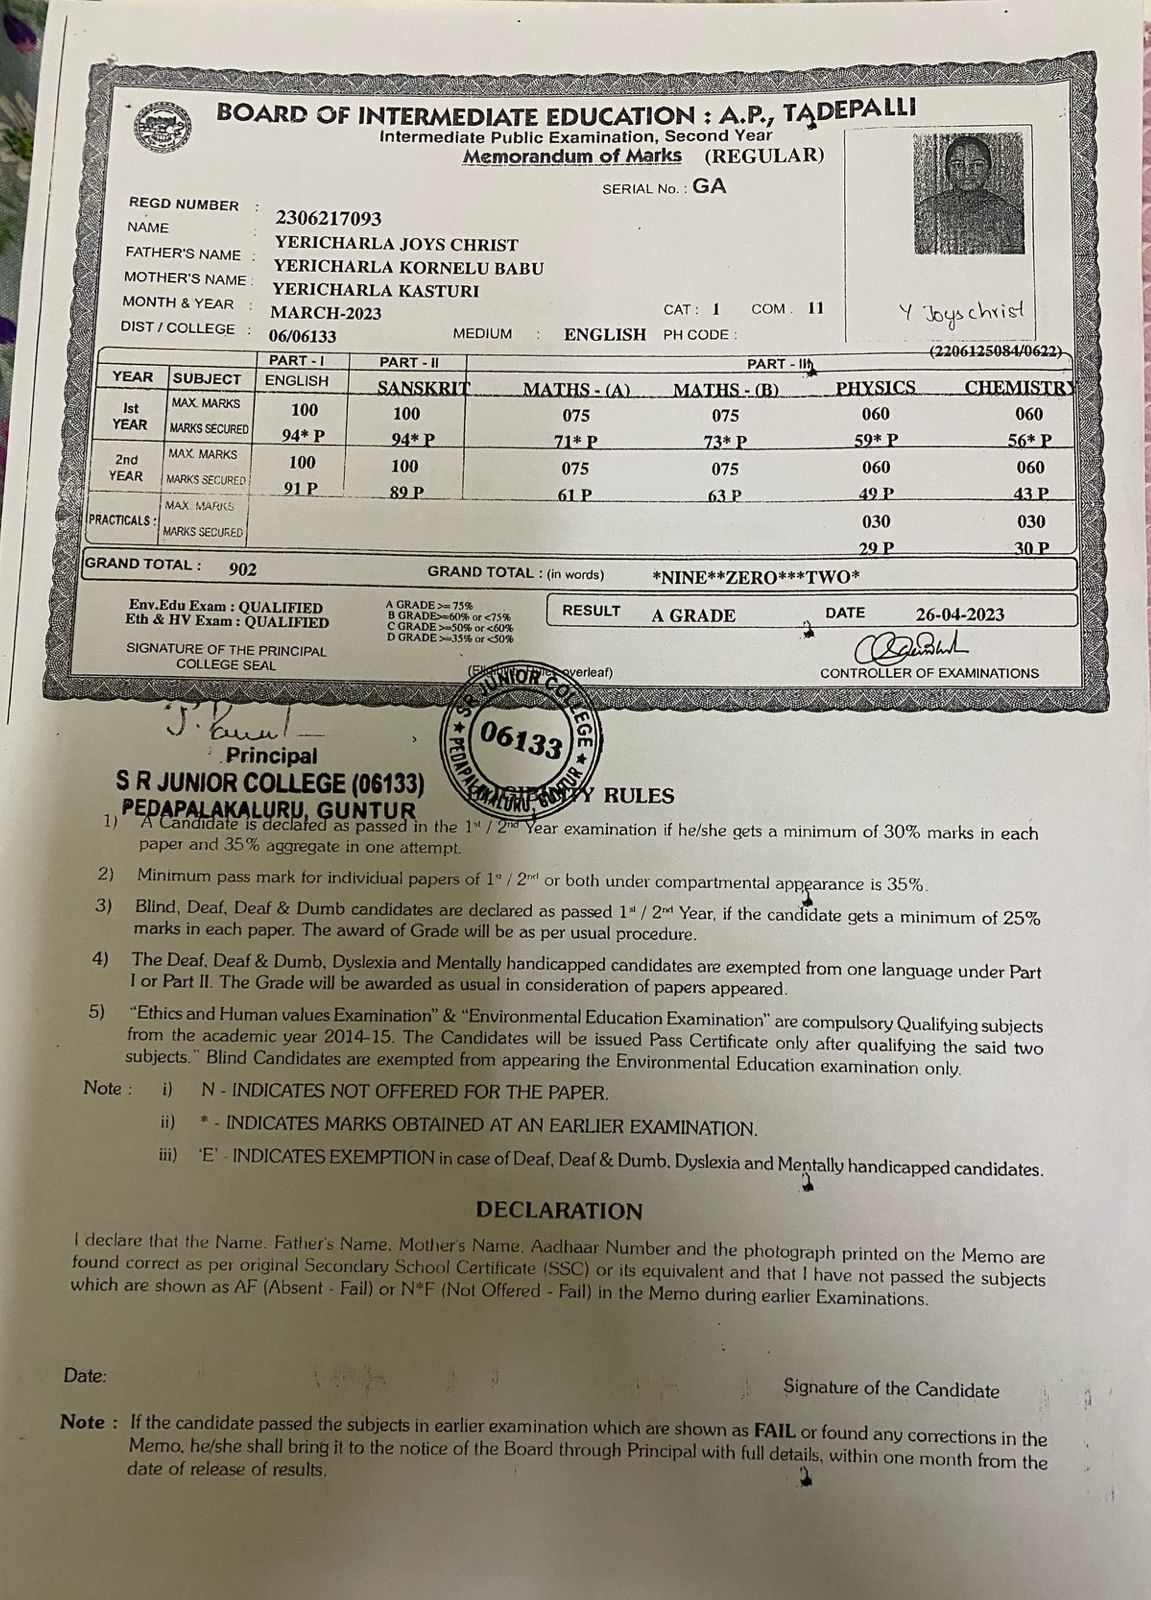 BOARD OF INTERMEDIATE EDUCATION : A.P., TADEPALLI
Intermediate Public Examination, Second Year
Memorandum of Marks (REGULAR)
SERIAL No. : GA
REGD NUMBER : 2306217093
NAME : YERICHARLA JOYS CHRIST
FATHER'S NAME : YERICHARLA KORNELU BABU
MOTHER'S NAME : YERICHARLA KASTURI
MONTH & YEAR : MARCH-2023 CAT : 1 COM . 11
Y Joys christ
DIST / COLLEGE : 06/06133 MEDIUM : ENGLISH PH CODE :
(2206125084/0622)
PART - I PART - II PART - III
YEAR SUBJECT ENGLISH SANSKRIT MATHS - (A) MATHS - (B) PHYSICS CHEMISTRY
Ist YEAR MAX. MARKS 100 100 075 075 060 060
MARKS SECURED 94* P 94* P 71* P 73* P 59* P 56* P
2nd YEAR MAX. MARKS 100 100 075 075 060 060
MARKS SECURED 91 P 89 P 61 P 63 P 49 P 43 P
PRACTICALS : MAX. MARKS 030 030
MARKS SECURED 29 P 30 P
GRAND TOTAL : 902 GRAND TOTAL : (in words) *NINE**ZERO***TWO*
Env.Edu Exam : QUALIFIED
Eth & HV Exam : QUALIFIED
A GRADE >= 75%
B GRADE>=60% or <75%
C GRADE >=50% or <60%
D GRADE >=35% or <50%
RESULT A GRADE DATE 26-04-2023
SIGNATURE OF THE PRINCIPAL
COLLEGE SEAL
overleaf)
CONTROLLER OF EXAMINATIONS
SR JUNIOR COLLEGE
06133
PEDAPALAKALURU, GUNTUR
Principal
S R JUNIOR COLLEGE (06133)
PEDAPALAKALURU, GUNTUR
RULES
1) A Candidate is declared as passed in the 1st / 2nd Year examination if he/she gets a minimum of 30% marks in each
paper and 35% aggregate in one attempt.
2) Minimum pass mark for individual papers of 1st / 2nd or both under compartmental appearance is 35%.
3) Blind, Deaf, Deaf & Dumb candidates are declared as passed 1st / 2nd Year, if the candidate gets a minimum of 25%
marks in each paper. The award of Grade will be as per usual procedure.
4) The Deaf, Deaf & Dumb, Dyslexia and Mentally handicapped candidates are exempted from one language under Part
I or Part II. The Grade will be awarded as usual in consideration of papers appeared.
5) "Ethics and Human values Examination" & "Environmental Education Examination" are compulsory Qualifying subjects
from the academic year 2014-15. The Candidates will be issued Pass Certificate only after qualifying the said two
subjects." Blind Candidates are exempted from appearing the Environmental Education examination only.
Note : i) N - INDICATES NOT OFFERED FOR THE PAPER.
ii) * - INDICATES MARKS OBTAINED AT AN EARLIER EXAMINATION.
iii) 'E' - INDICATES EXEMPTION in case of Deaf, Deaf & Dumb, Dyslexia and Mentally handicapped candidates.
DECLARATION
I declare that the Name, Father's Name, Mother's Name, Aadhaar Number and the photograph printed on the Memo are
found correct as per original Secondary School Certificate (SSC) or its equivalent and that I have not passed the subjects
which are shown as AF (Absent - Fail) or N*F (Not Offered - Fail) in the Memo during earlier Examinations.
Date:
Signature of the Candidate
Note : If the candidate passed the subjects in earlier examination which are shown as FAIL or found any corrections in the
Memo, he/she shall bring it to the notice of the Board through Principal with full details, within one month from the
date of release of results.